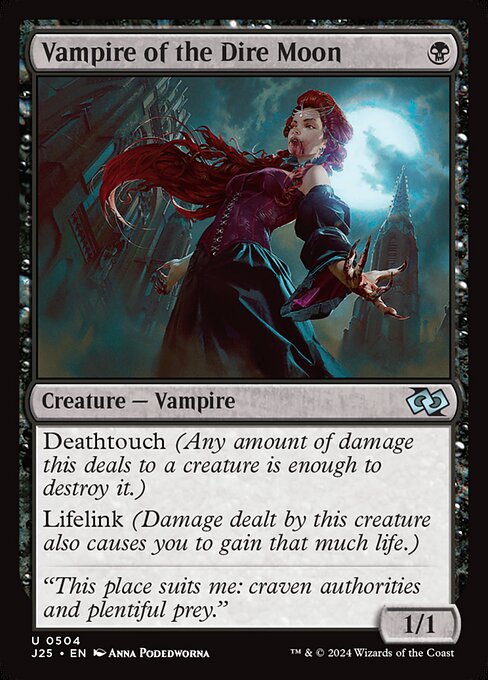 Vampire of the Dire Moon
Creature — Vampire
Deathtouch (Any amount of damage
this deals to a creature is enough to
destroy it.)
Lifelink (Damage dealt by this creature
also causes you to gain that much life.)
“This place suits me: craven authorities
and plentiful prey.”
1/1
U 0504
J25 • EN Anna Podedworna
™ & © 2024 Wizards of the Coast